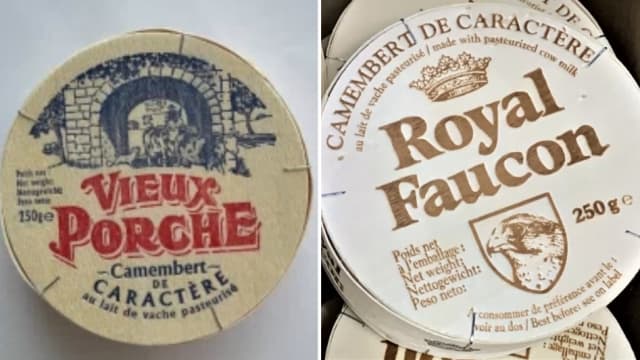 Poids net:
Net weight:
Nettogewicht:
Peso neto:
250g e
VIEUX
PORCHE
Camembert
DE
CARACTÈRE
au lait de vache pasteurisé
CAMEMBERT DE CARACTÈRE
au lait de vache pasteurisé / made with pasteurized cow milk
Royal
Faucon
250 g e
Poids net
à l'emballage:
Net weight:
Nettogewicht:
Peso neto:
A consommer de préférance avant le:
voir au dos / Best before: see on label